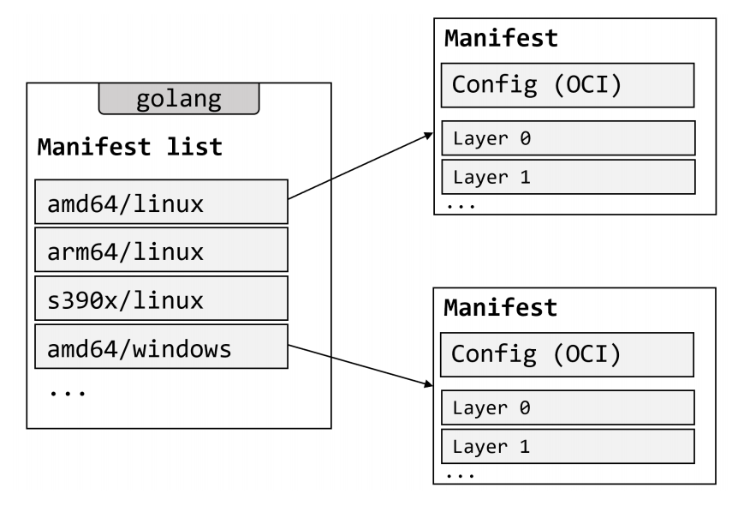 golang
Manifest list
amd64/linux
arm64/linux
s390x/linux
amd64/windows
...
Manifest
Config (OCI)
Layer 0
Layer 1
...
Manifest
Config (OCI)
Layer 0
Layer 1
...